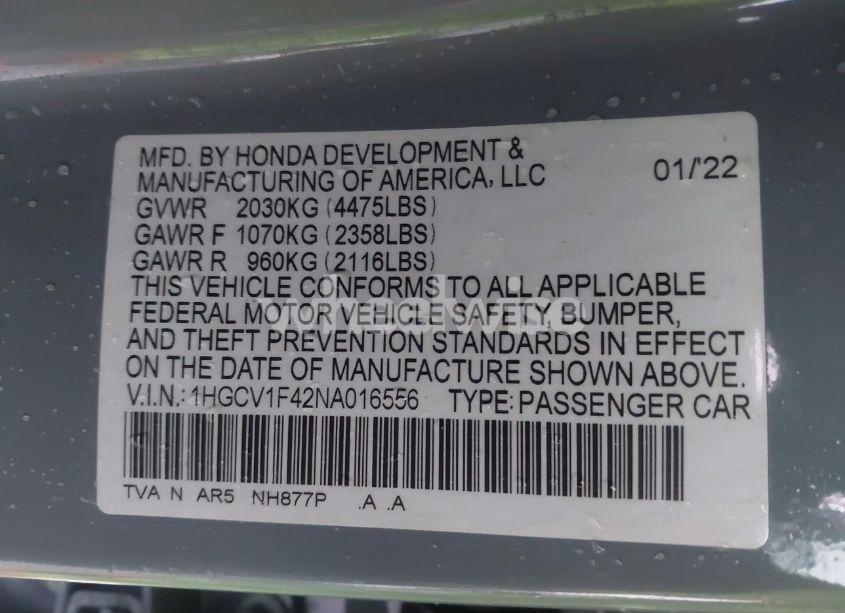 MFD. BY HONDA DEVELOPMENT &
MANUFACTURING OF AMERICA, LLC 01/'22
GVWR 2030KG (4475LBS)
GAWR F 1070KG (2358LBS)
GAWR R 960KG (2116LBS)
THIS VEHICLE CONFORMS TO ALL APPLICABLE
FEDERAL MOTOR VEHICLE SAFETY, BUMPER,
AND THEFT PREVENTION STANDARDS IN EFFECT
ON THE DATE OF MANUFACTURE SHOWN ABOVE.
V.I.N.: 1HGCV1F42NA016556 TYPE: PASSENGER CAR
TVA N AR5 NH877P .A .A